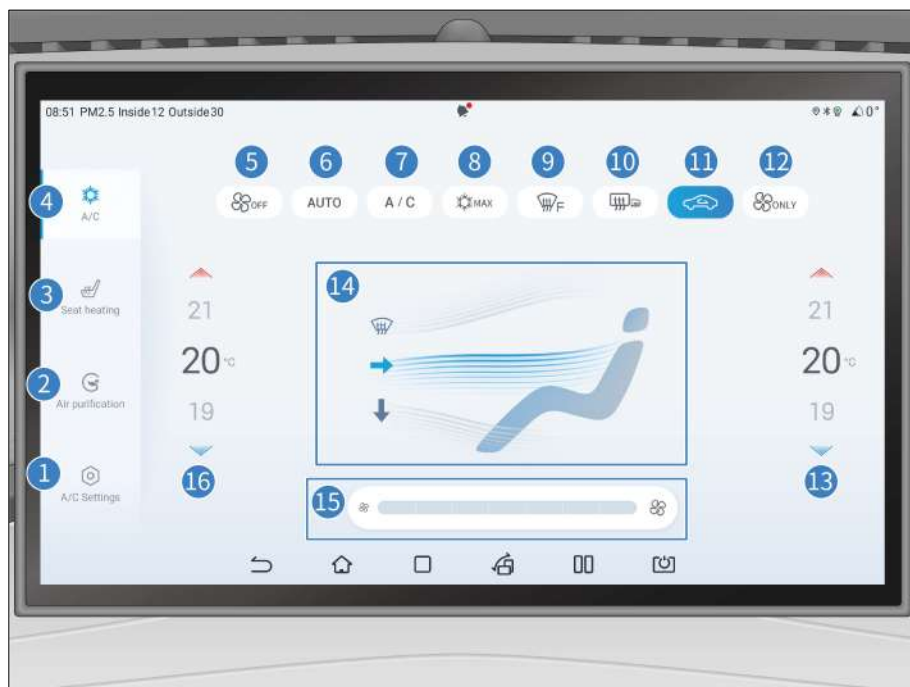 08:51 PM2.5 Inside12 Outside30
0°
5
6
7
8
9
10
11
12
OFF
AUTO
A / C
MAX
F
ONLY
4
A/C
3
Seat heating
2
Air purification
1
A/C Settings
21
20 °C
19
16
14
15
21
20 °C
19
13